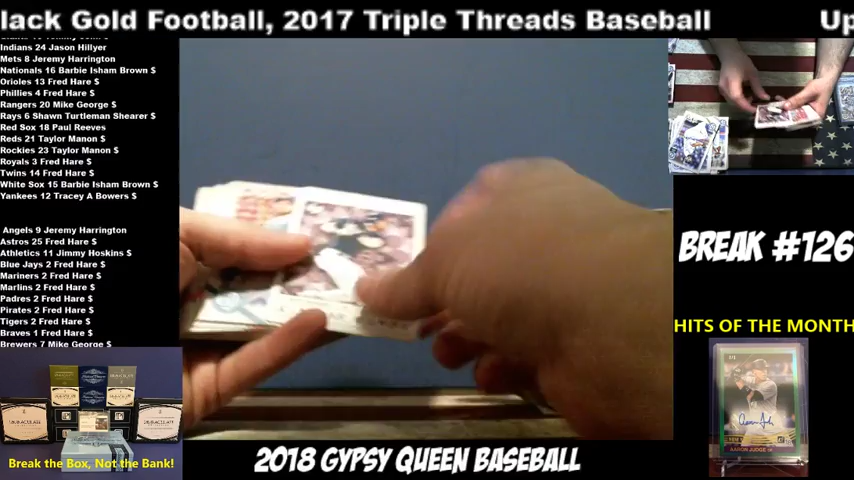 lack Gold Football, 2017 Triple Threads Baseball
Up
Indians 24 Jason Hillyer
Mets 8 Jeremy Harrington
Nationals 16 Barbie Isham Brown $
Orioles 13 Fred Hare $
Phillies 4 Fred Hare $
Rangers 20 Mike George $
Rays 6 Shawn Turtleman Shearer $
Red Sox 18 Paul Reeves
Reds 21 Taylor Manon $
Rockies 23 Taylor Manon $
Royals 3 Fred Hare $
Twins 14 Fred Hare $
White Sox 15 Barbie Isham Brown $
Yankees 12 Tracey A Bowers $
Angels 9 Jeremy Harrington
Astros 25 Fred Hare $
Athletics 11 Jimmy Hoskins $
Blue Jays 2 Fred Hare $
Mariners 2 Fred Hare $
Marlins 2 Fred Hare $
Padres 2 Fred Hare $
Pirates 2 Fred Hare $
Tigers 2 Fred Hare $
Braves 1 Fred Hare $
Brewers 7 Mike George $
Break the Box, Not the Bank!
2018 GYPSY QUEEN BASEBALL
BREAK #126
HITS OF THE MONTH
AARON JUDGE